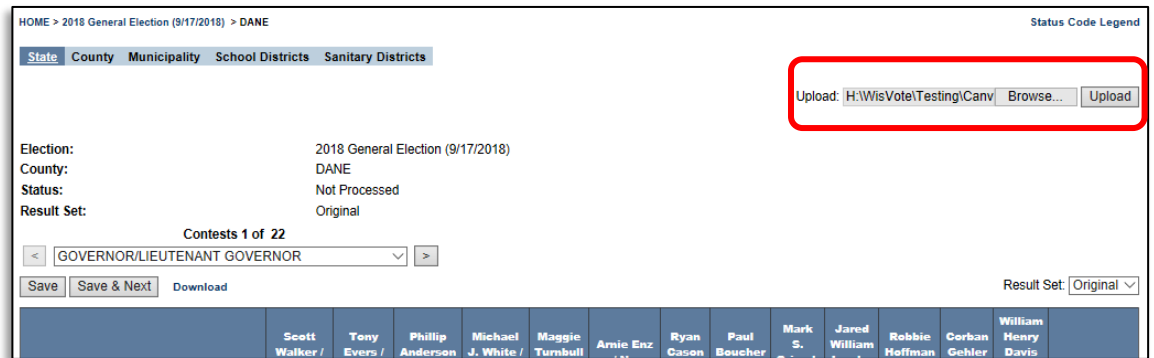 HOME > 2018 General Election (9/17/2018) > DANE
Status Code Legend
State County Municipality School Districts Sanitary Districts
Upload: H:\WisVote\Testing\Canv Browse... Upload
Election: 2018 General Election (9/17/2018)
County: DANE
Status: Not Processed
Result Set: Original
Contests 1 of 22
< GOVERNOR/LIEUTENANT GOVERNOR >
Save Save & Next Download
Result Set: Original
Scott
Walker /
Tony
Evers /
Phillip
Anderson
Michael
J. White /
Maggie
Turnbull
Arnie Enz
Ryan
Cason
Paul
Boucher
Mark
S.
Jared
William
Robbie
Hoffman
Corban
Gehler
William
Henry
Davis